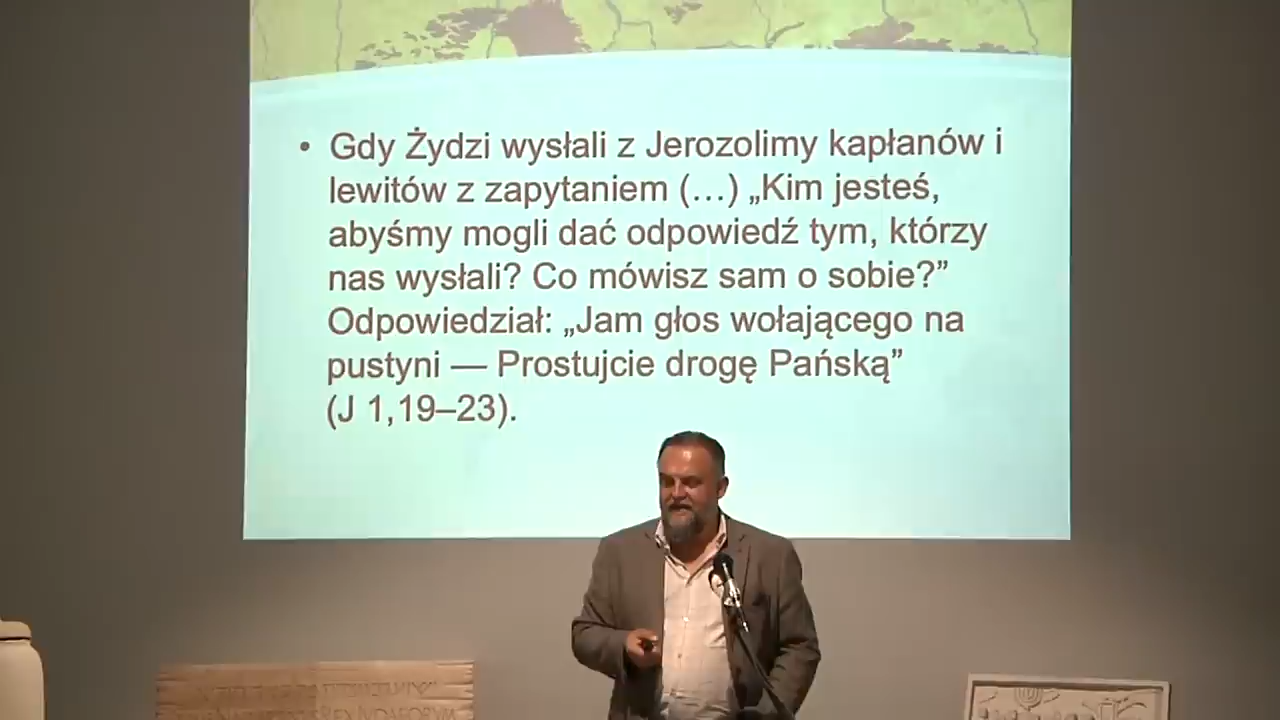 • Gdy Żydzi wysłali z Jerozolimy kapłanów i
lewitów z zapytaniem (…) „Kim jesteś,
abyśmy mogli dać odpowiedź tym, którzy
nas wysłali? Co mówisz sam o sobie?”
Odpowiedział: „Jam głos wołającego na
pustyni — Prostujcie drogę Pańską”
(J 1,19–23).